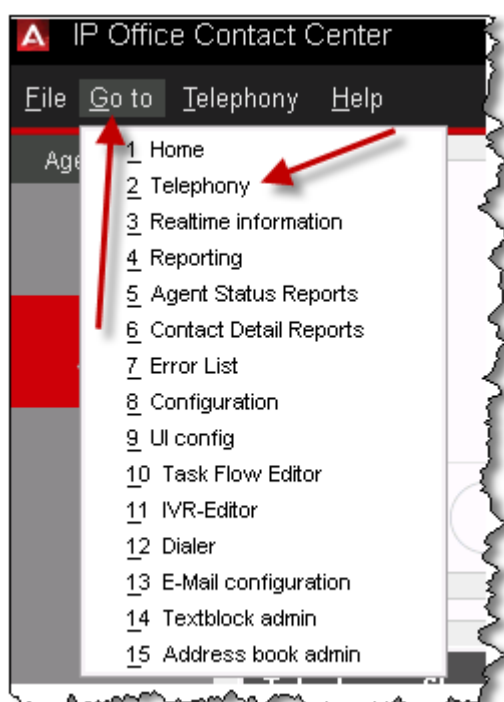 IP Office Contact Center
File Go to Telephony Help
Age
1 Home
2 Telephony
3 Realtime information
4 Reporting
5 Agent Status Reports
6 Contact Detail Reports
7 Error List
8 Configuration
9 UI config
10 Task Flow Editor
11 IVR-Editor
12 Dialer
13 E-Mail configuration
14 Textblock admin
15 Address book admin